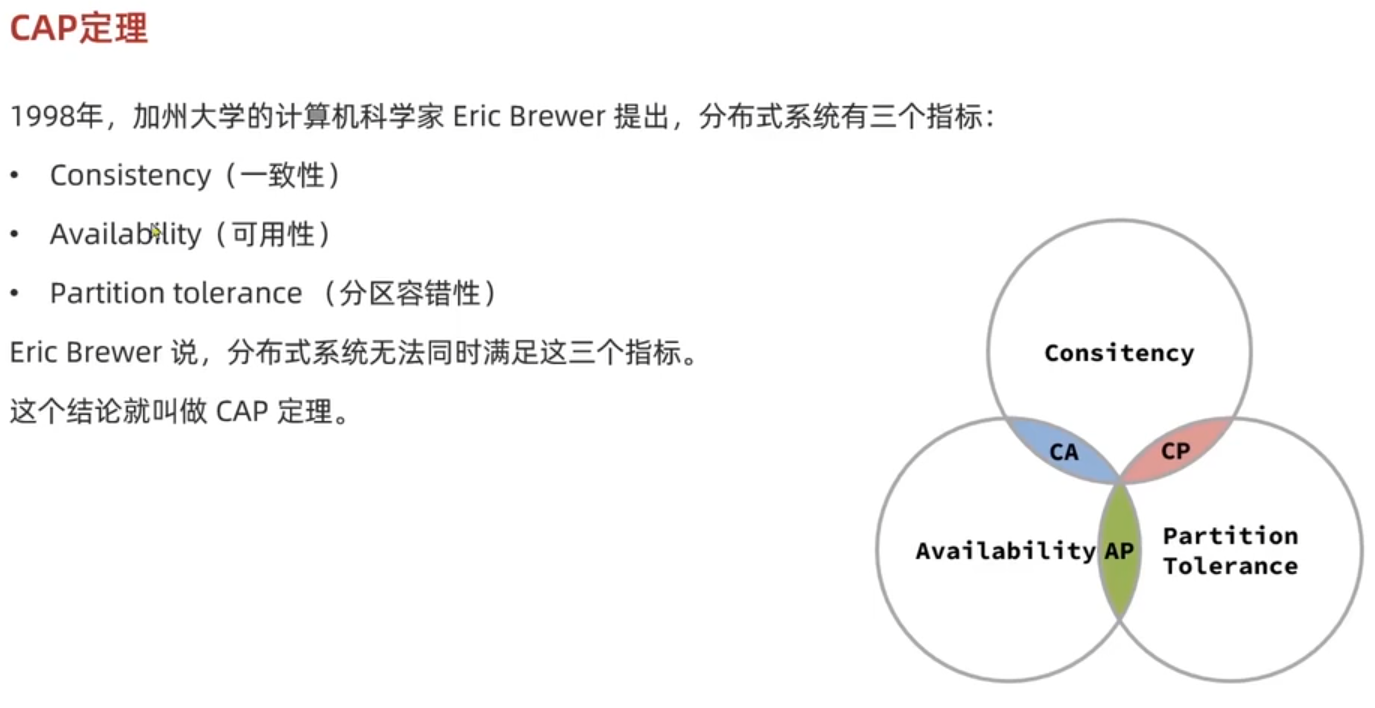 CAP定理
1998年，加州大学的计算机科学家 Eric Brewer 提出，分布式系统有三个指标：
• Consistency（一致性）
• Availability（可用性）
• Partition tolerance （分区容错性）
Eric Brewer 说，分布式系统无法同时满足这三个指标。
这个结论就叫做 CAP 定理。
Consitency
CA
CP
Availability
AP
Partition
Tolerance